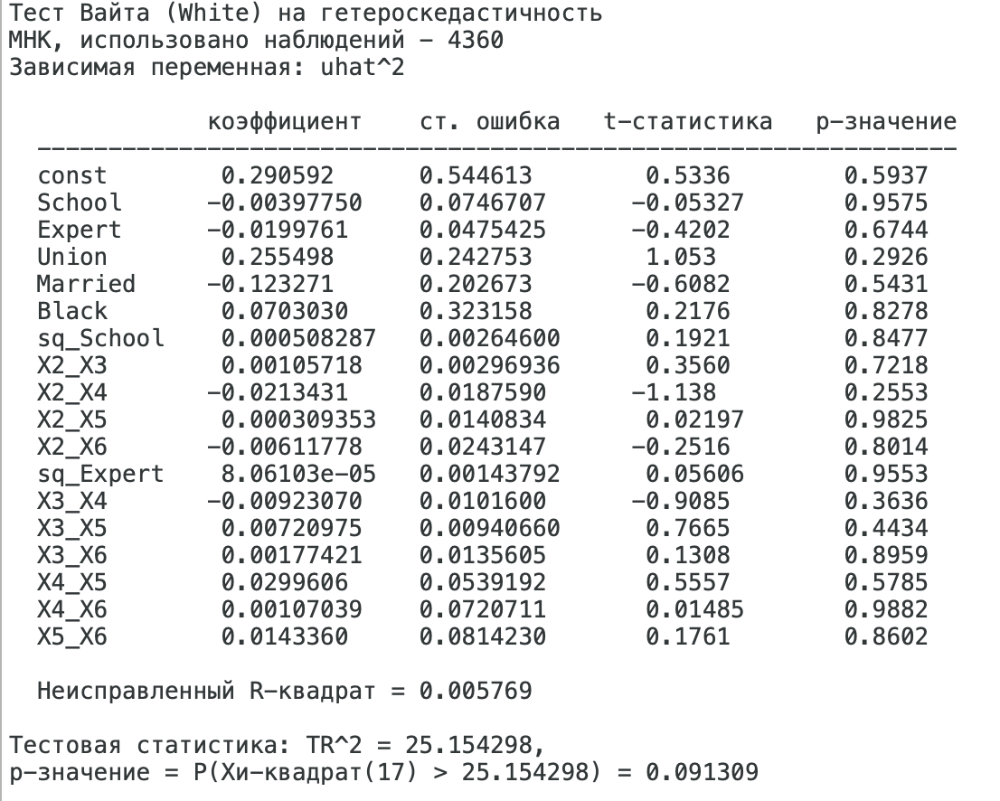 Тест Вайта (White) на гетероскедастичность
МНК, использовано наблюдений - 4360
Зависимая переменная: uhat^2
коэффициент ст. ошибка t-статистика p-значение
-----------------------------------------------------------------
const 0.290592 0.544613 0.5336 0.5937
School -0.00397750 0.0746707 -0.05327 0.9575
Expert -0.0199761 0.0475425 -0.4202 0.6744
Union 0.255498 0.242753 1.053 0.2926
Married -0.123271 0.202673 -0.6082 0.5431
Black 0.0703030 0.323158 0.2176 0.8278
sq_School 0.000508287 0.00264600 0.1921 0.8477
X2_X3 0.00105718 0.00296936 0.3560 0.7218
X2_X4 -0.0213431 0.0187590 -1.138 0.2553
X2_X5 0.000309353 0.0140834 0.02197 0.9825
X2_X6 -0.00611778 0.0243147 -0.2516 0.8014
sq_Expert 8.06103e-05 0.00143792 0.05606 0.9553
X3_X4 -0.00923070 0.0101600 -0.9085 0.3636
X3_X5 0.00720975 0.00940660 0.7665 0.4434
X3_X6 0.00177421 0.0135605 0.1308 0.8959
X4_X5 0.0299606 0.0539192 0.5557 0.5785
X4_X6 0.00107039 0.0720711 0.01485 0.9882
X5_X6 0.0143360 0.0814230 0.1761 0.8602
Неисправленный R-квадрат = 0.005769
Тестовая статистика: TR^2 = 25.154298,
р-значение = P(Хи-квадрат(17) > 25.154298) = 0.091309